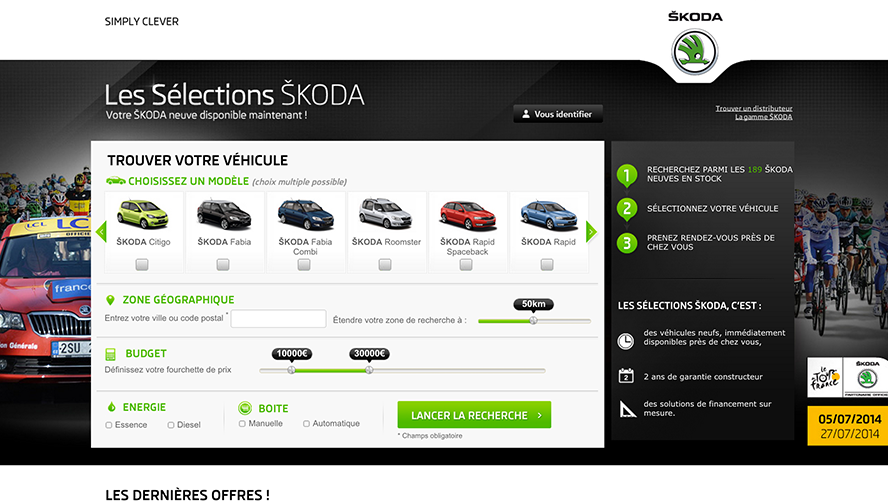 SIMPLY CLEVER
ŠKODA
Les Sélections ŠKODA
Votre ŠKODA neuve disponible maintenant !
Vous identifier
Trouver un distributeur
La gamme ŠKODA
TROUVER VOTRE VÉHICULE
CHOISISSEZ UN MODÈLE (choix multiple possible)
ŠKODA Citigo
ŠKODA Fabia
ŠKODA Fabia
Combi
ŠKODA Roomster
ŠKODA Rapid
Spaceback
ŠKODA Rapid
ZONE GÉOGRAPHIQUE
Entrez votre ville ou code postal *
Étendre votre zone de recherche à :
50km
BUDGET
Définissez votre fourchette de prix
10000€
30000€
ENERGIE
Essence
Diesel
BOITE
Manuelle
Automatique
LANCER LA RECHERCHE
* Champs obligatoire
1
RECHERCHEZ PARMI LES 189 ŠKODA
NEUVES EN STOCK
2
SÉLECTIONNEZ VOTRE VÉHICULE
3
PRENEZ RENDEZ-VOUS PRÈS DE
CHEZ VOUS
LES SÉLECTIONS ŠKODA, C'EST :
des véhicules neufs, immédiatement
disponibles près de chez vous,
2
2 ans de garantie constructeur
des solutions de financement sur
mesure.
LCL
OFFICIEL
france
2SU
ion Générale
LCL
le Tour de France
ŠKODA
PARTENAIRE OFFICIEL
05/07/2014
27/07/2014
LES DERNIÈRES OFFRES !